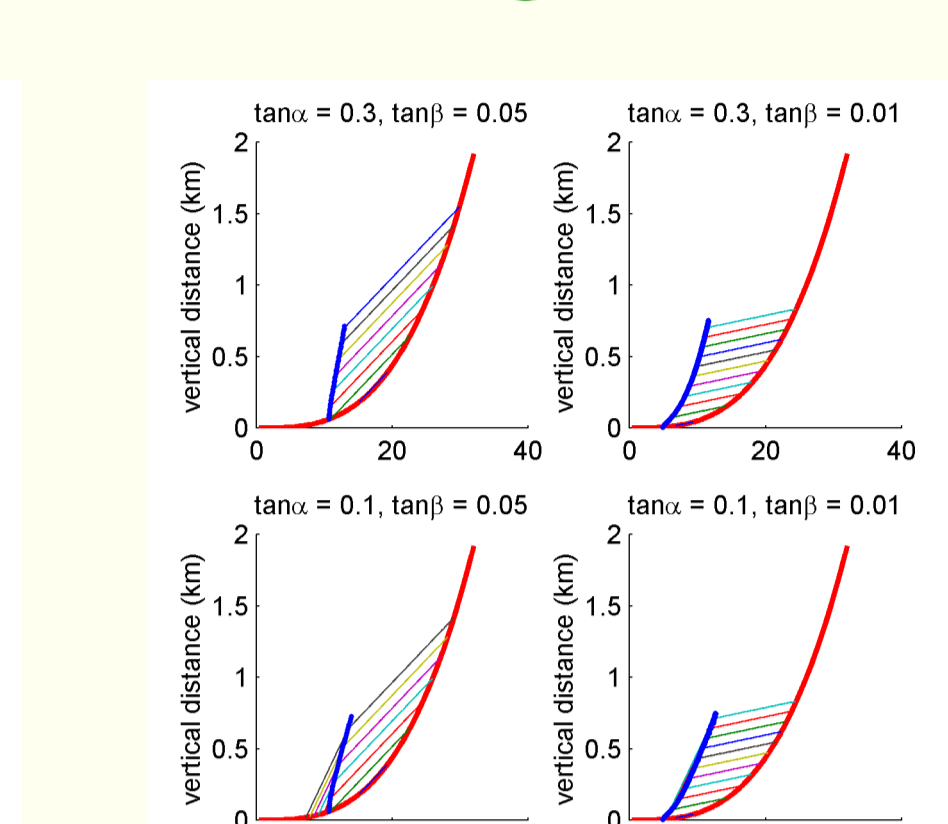 tanα = 0.3, tanβ = 0.05
2
1.5
1
0.5
0
vertical distance (km)
0 20 40
tanα = 0.3, tanβ = 0.01
2
1.5
1
0.5
0
vertical distance (km)
0 20 40
tanα = 0.1, tanβ = 0.05
2
1.5
1
0.5
0
vertical distance (km)
tanα = 0.1, tanβ = 0.01
2
1.5
1
0.5
0
vertical distance (km)